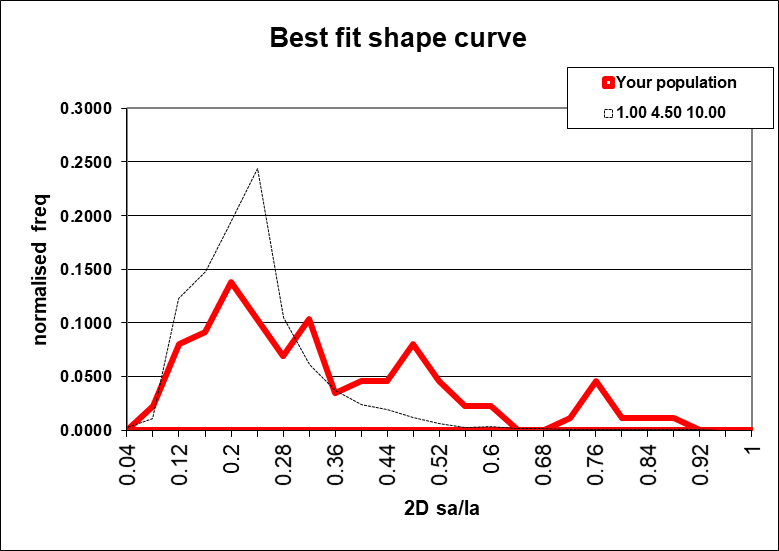 Best fit shape curve
Your population
1.00 4.50 10.00
normalised freq
0.3000
0.2500
0.2000
0.1500
0.1000
0.0500
0.0000
0.04 0.12 0.2 0.28 0.36 0.44 0.52 0.6 0.68 0.76 0.84 0.92 1
2D sa/la